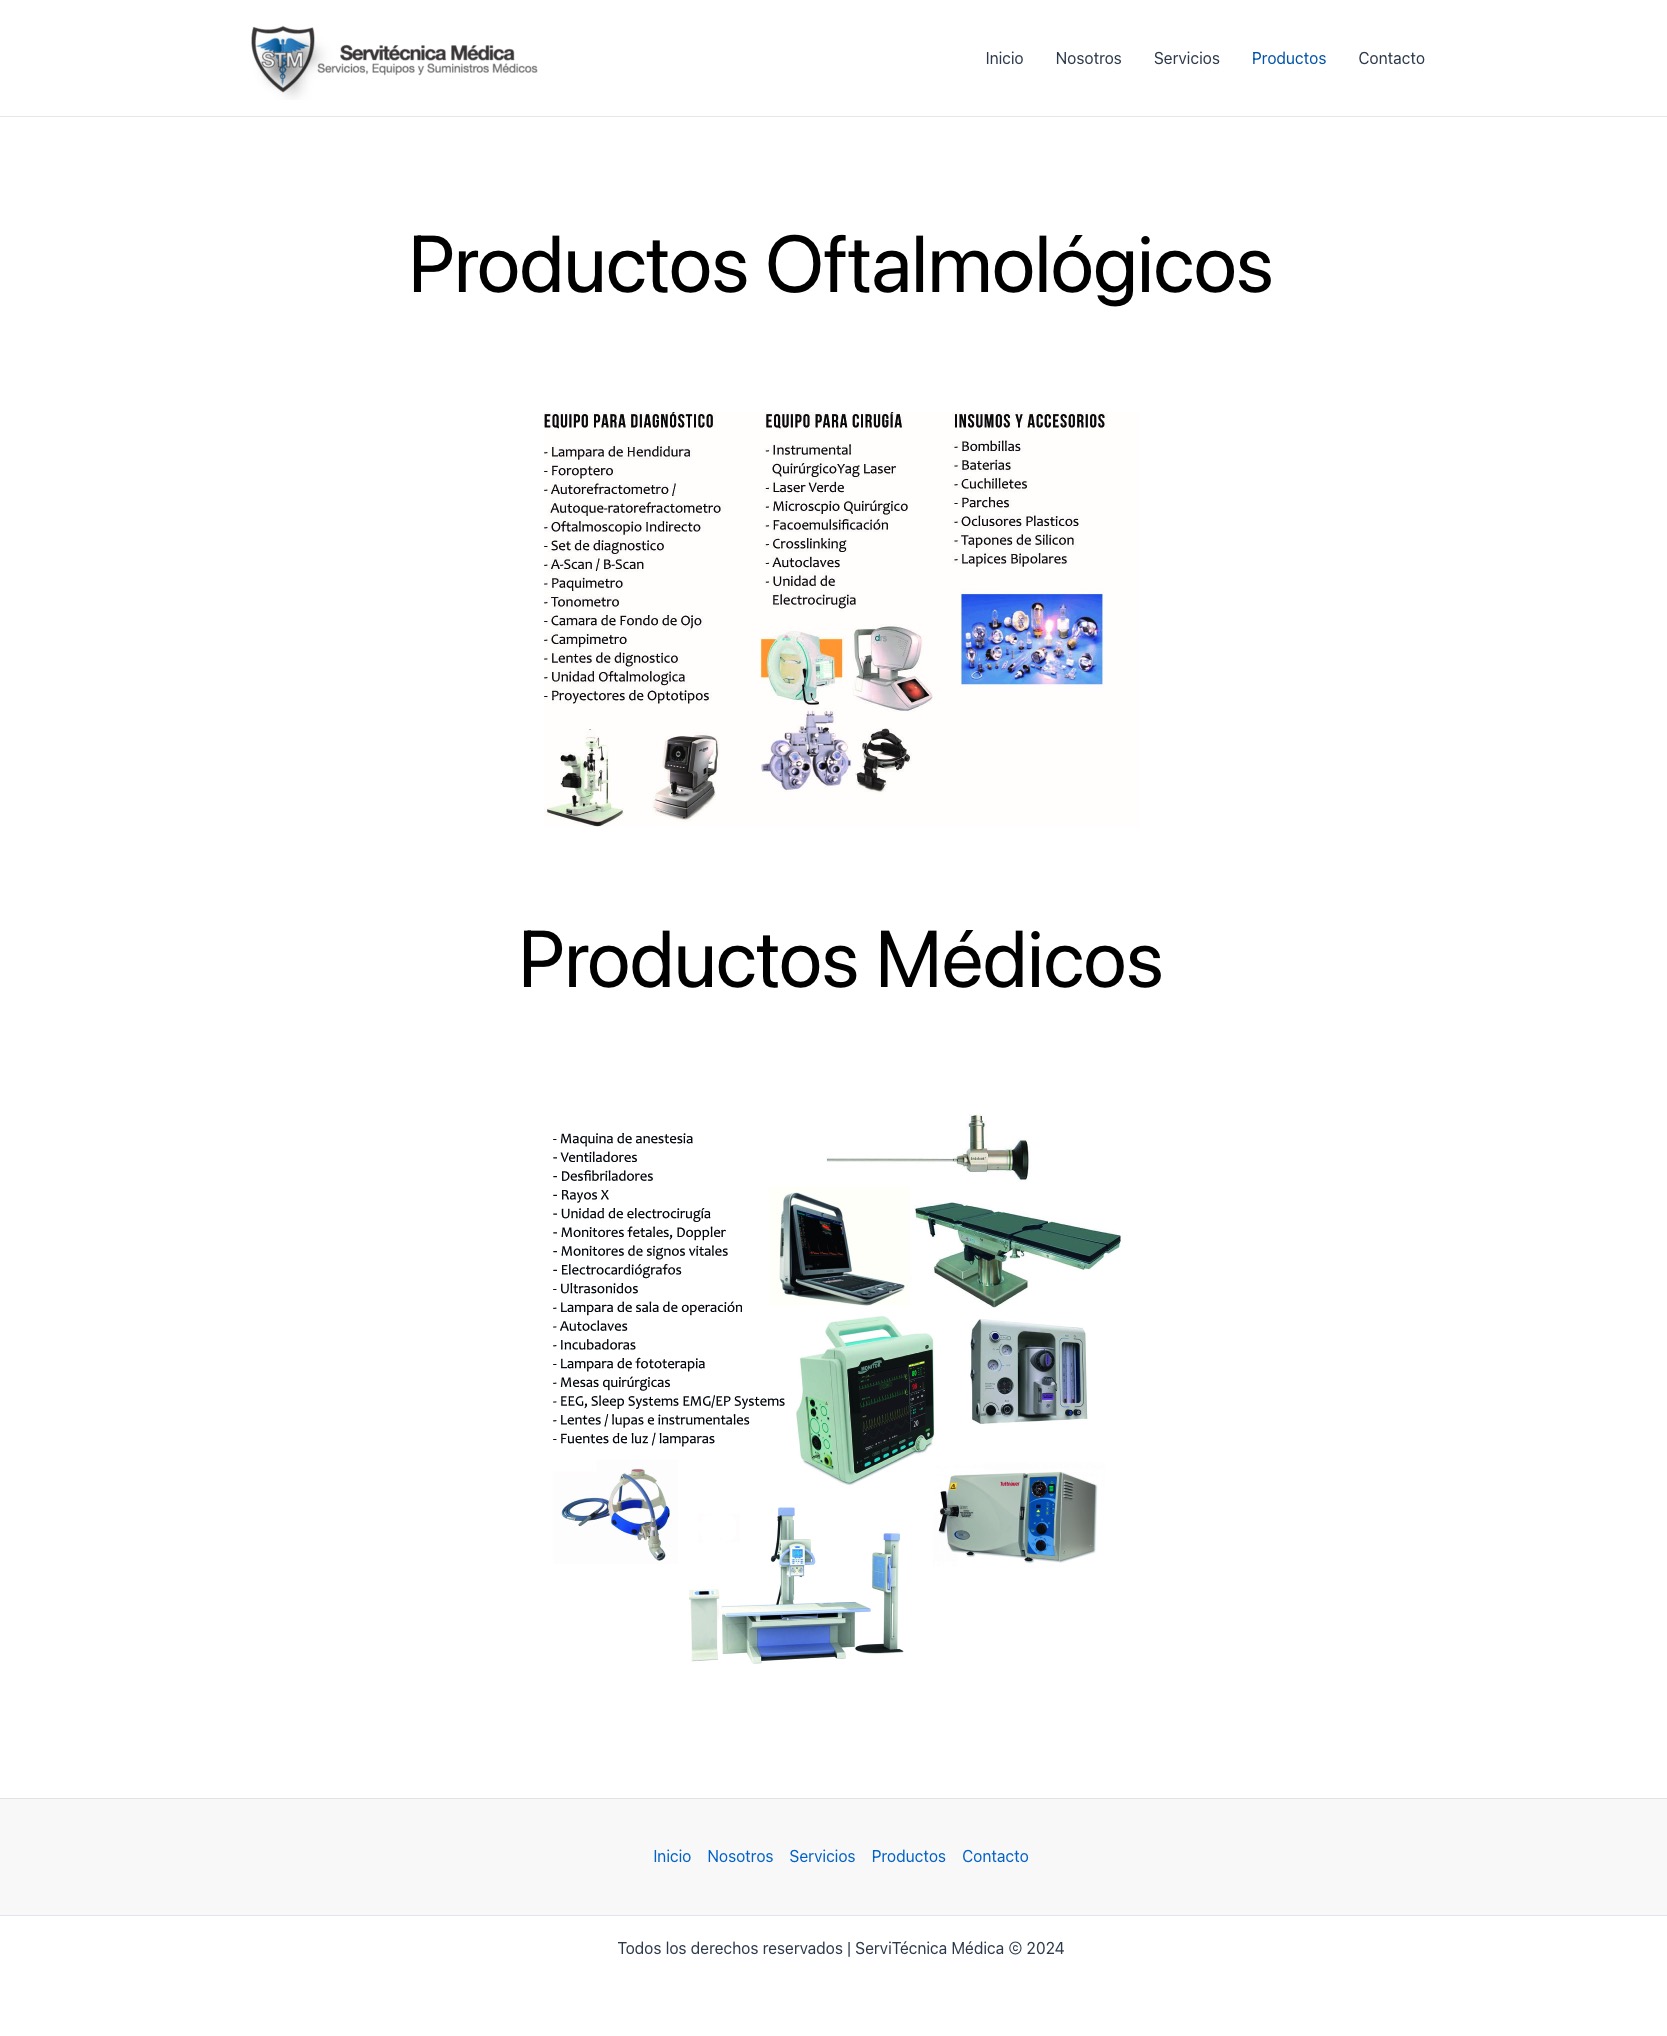 STM
Servitécnica Médica
Servicios, Equipos y Suministros Médicos
Inicio Nosotros Servicios Productos Contacto
Productos Oftalmológicos
EQUIPO PARA DIAGNÓSTICO
- Lampara de Hendidura
- Foroptero
- Autorefractometro /
Autoque-ratorefractometro
- Oftalmoscopio Indirecto
- Set de diagnostico
- A-Scan / B-Scan
- Paquimetro
- Tonometro
- Camara de Fondo de Ojo
- Campimetro
- Lentes de dignostico
- Unidad Oftalmologica
- Proyectores de Optotipos
EQUIPO PARA CIRUGÍA
- Instrumental
QuirúrgicoYag Laser
- Laser Verde
- Microscpio Quirúrgico
- Facoemulsificación
- Crosslinking
- Autoclaves
- Unidad de
Electrocirugia
INSUMOS Y ACCESORIOS
- Bombillas
- Baterias
- Cuchilletes
- Parches
- Oclusores Plasticos
- Tapones de Silicon
- Lapices Bipolares
drs
Productos Médicos
- Maquina de anestesia
- Ventiladores
- Desfibriladores
- Rayos X
- Unidad de electrocirugía
- Monitores fetales, Doppler
- Monitores de signos vitales
- Electrocardiógrafos
- Ultrasonidos
- Lampara de sala de operación
- Autoclaves
- Incubadoras
- Lampara de fototerapia
- Mesas quirúrgicas
- EEG, Sleep Systems EMG/EP Systems
- Lentes / lupas e instrumentales
- Fuentes de luz / lamparas
MONITOR
Tuttnauer
Inicio Nosotros Servicios Productos Contacto
Todos los derechos reservados | ServiTécnica Médica © 2024